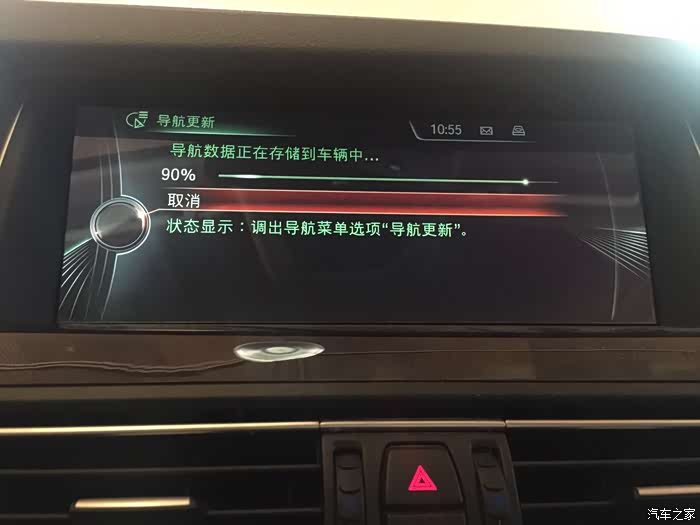 导航更新
10:55
导航数据正在存储到车辆中...
90%
取消
状态显示：调出导航菜单选项“导航更新”。
汽车之家